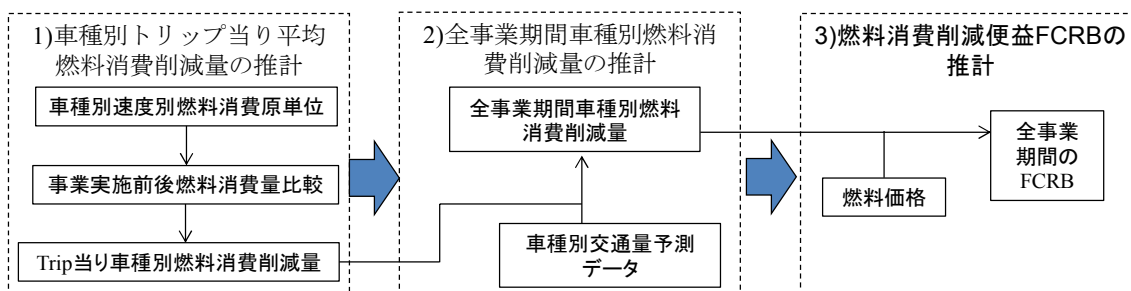 1)車種別トリップ当り平均
燃料消費削減量の推計
車種別速度別燃料消費原単位
事業実施前後燃料消費量比較
Trip当り車種別燃料消費削減量
2)全事業期間車種別燃料消
費削減量の推計
全事業期間車種別燃料
消費削減量
車種別交通量予測
データ
3)燃料消費削減便益FCRBの
推計
燃料価格
全事業
期間の
FCRB